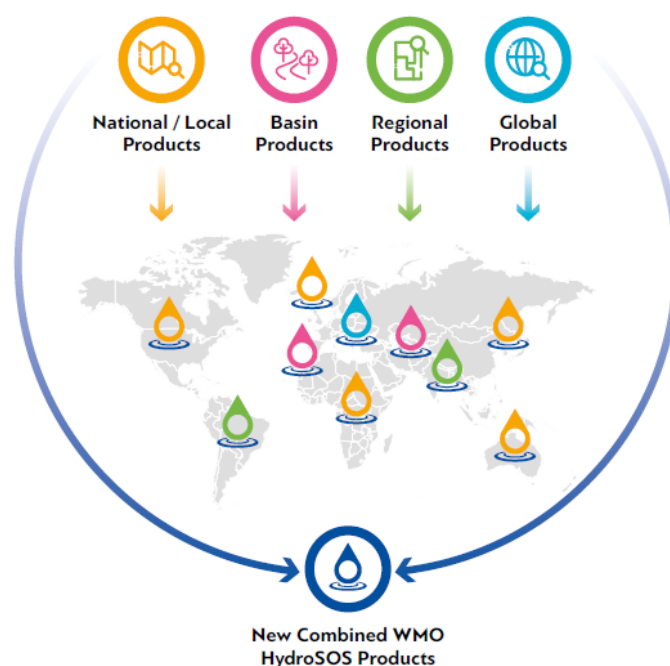 National / Local
Products
Basin
Products
Regional
Products
Global
Products
New Combined WMO
HydroSOS Products